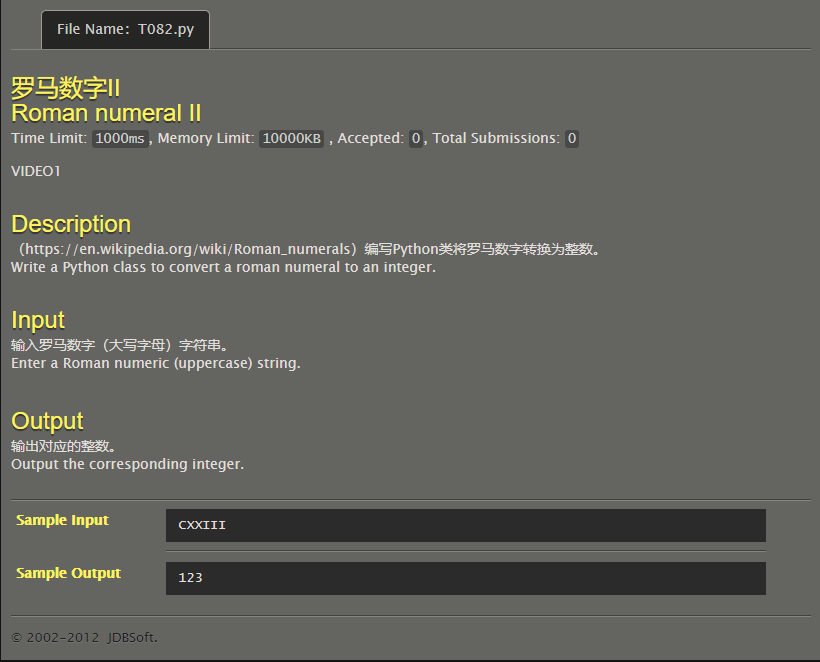 File Name: T082.py
罗马数字II
Roman numeral II
Time Limit: 1000ms, Memory Limit: 10000KB , Accepted: 0, Total Submissions: 0
VIDEO1
Description
（https://en.wikipedia.org/wiki/Roman_numerals）编写Python类将罗马数字转换为整数。
Write a Python class to convert a roman numeral to an integer.
Input
输入罗马数字（大写字母）字符串。
Enter a Roman numeric (uppercase) string.
Output
输出对应的整数。
Output the corresponding integer.
Sample Input CXXIII
Sample Output 123
© 2002-2012 JDBSoft.